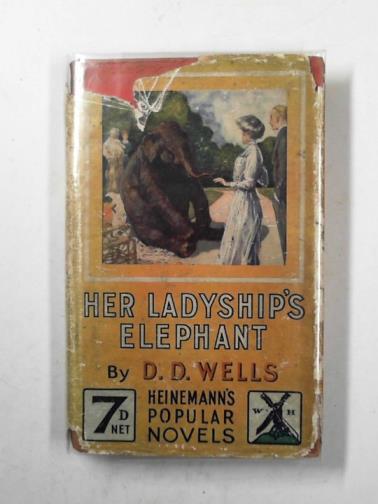 HER LADYSHIP'S
ELEPHANT
By D. D. WELLS
7D
NET
HEINEMANN'S
POPULAR
NOVELS
W H